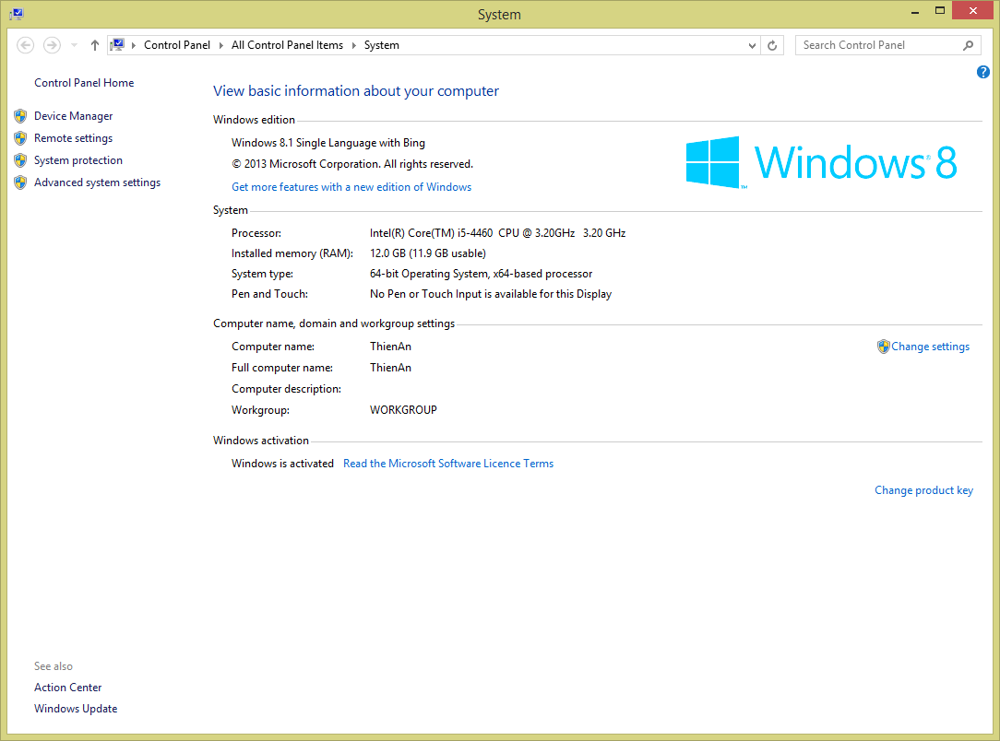 System
Control Panel All Control Panel Items System
Search Control Panel
Control Panel Home
Device Manager
Remote settings
System protection
Advanced system settings
View basic information about your computer
Windows edition
Windows 8.1 Single Language with Bing
© 2013 Microsoft Corporation. All rights reserved.
Get more features with a new edition of Windows
Windows® 8
™
System
Processor: Intel(R) Core(TM) i5-4460 CPU @ 3.20GHz 3.20 GHz
Installed memory (RAM): 12.0 GB (11.9 GB usable)
System type: 64-bit Operating System, x64-based processor
Pen and Touch: No Pen or Touch Input is available for this Display
Computer name, domain and workgroup settings
Computer name: ThienAn
Change settings
Full computer name: ThienAn
Computer description:
Workgroup: WORKGROUP
Windows activation
Windows is activated Read the Microsoft Software Licence Terms
Change product key
See also
Action Center
Windows Update